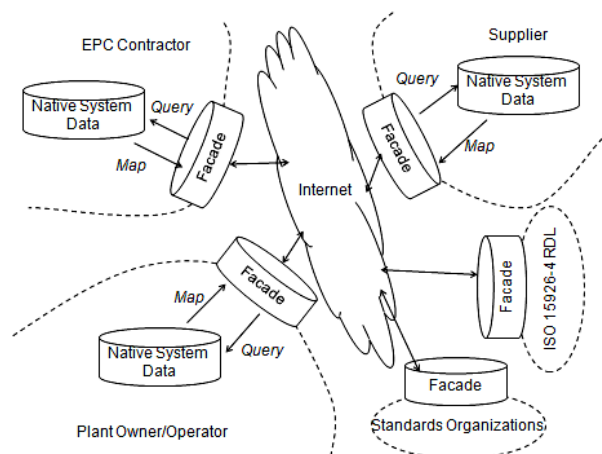 EPC Contractor
Supplier
Query
Native System
Data
Query
Native System
Data
Map
Facade
Facade
Map
Internet
Facade
Facade
ISO 15926-4 RDL
Map
Native System
Data
Query
Facade
Standards Organizations
Plant Owner/Operator